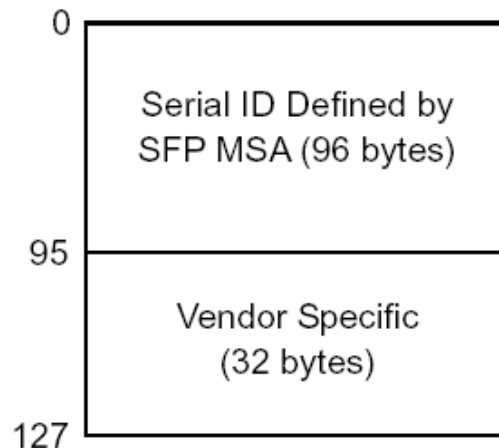 0
Serial ID Defined by
SFP MSA (96 bytes)
95
Vendor Specific
(32 bytes)
127